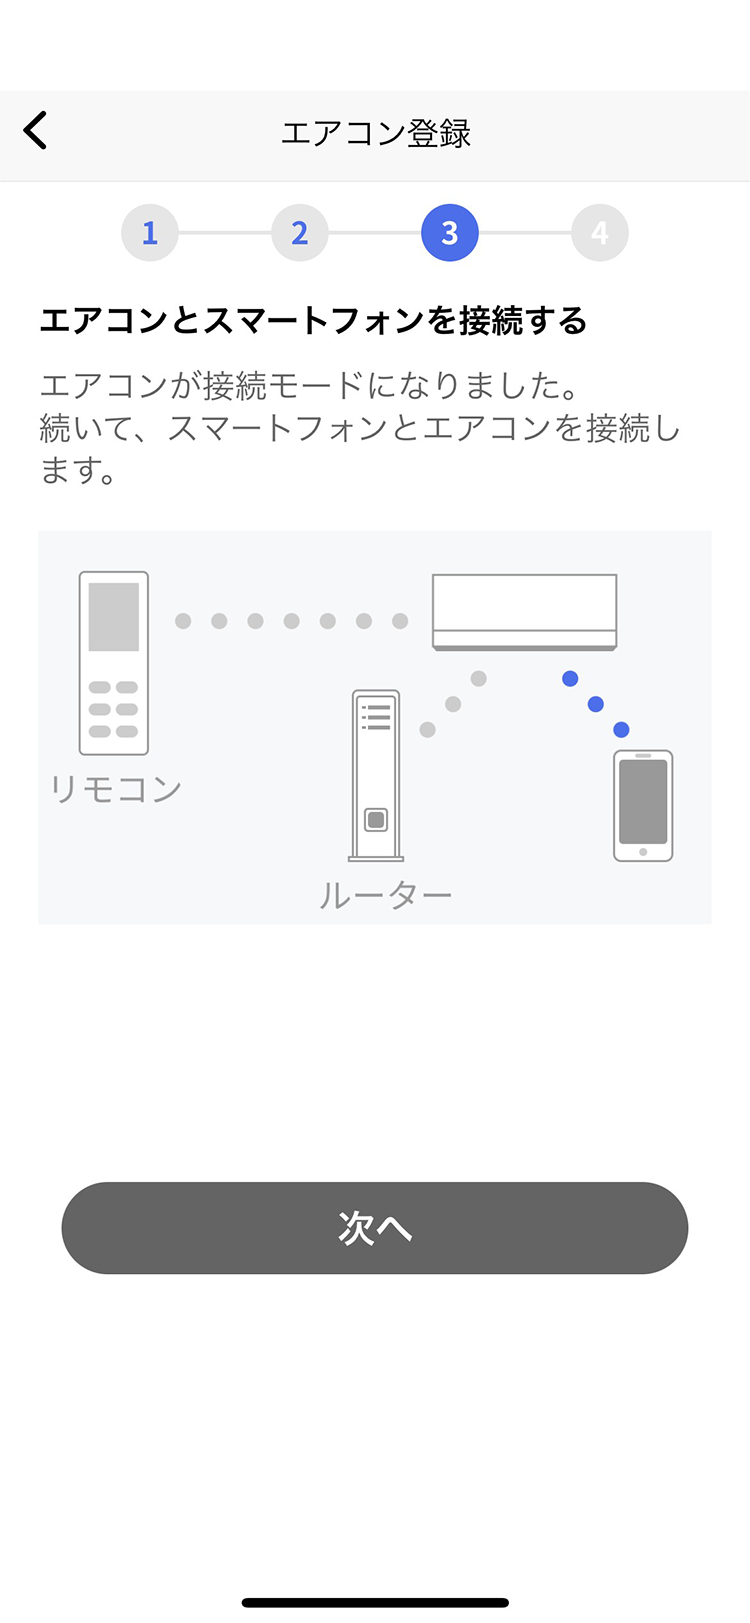 エアコン登録
1 2 3 4
エアコンとスマートフォンを接続する
エアコンが接続モードになりました。
続いて、スマートフォンとエアコンを接続し
ます。
リモコン
ルーター
次へ